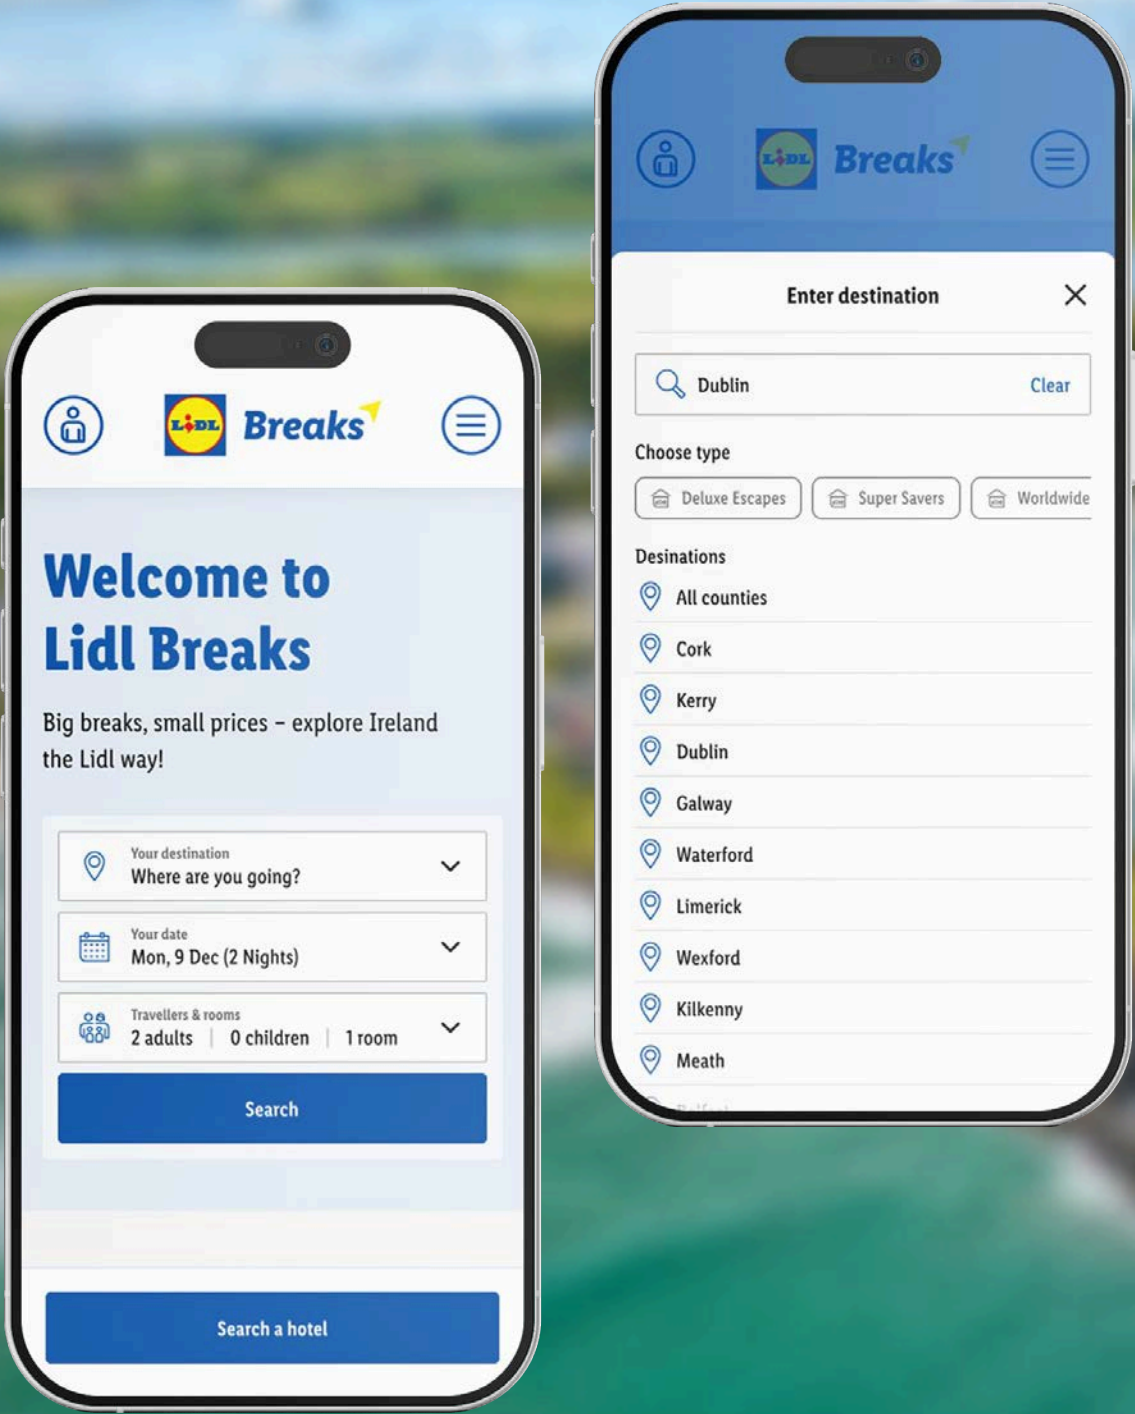 LIDL Breaks
Welcome to
Lidl Breaks
Big breaks, small prices – explore Ireland
the Lidl way!
Your destination
Where are you going?
Your date
Mon, 9 Dec (2 Nights)
Travellers & rooms
2 adults | 0 children | 1 room
Search
Search a hotel
LIDL Breaks
Enter destination
Dublin Clear
Choose type
Deluxe Escapes Super Savers Worldwide
Desinations
All counties
Cork
Kerry
Dublin
Galway
Waterford
Limerick
Wexford
Kilkenny
Meath